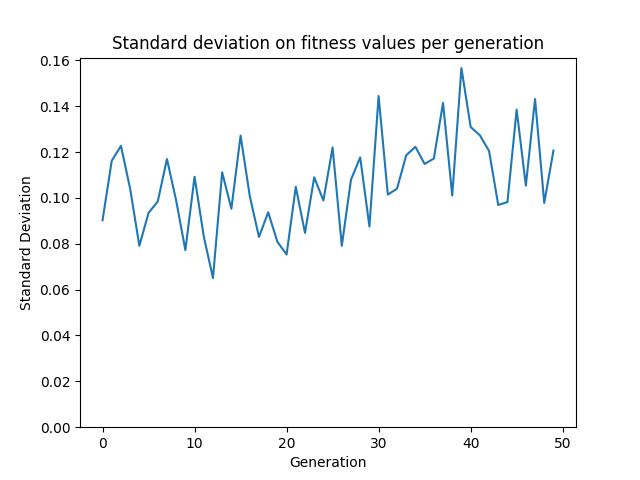 Standard deviation on fitness values per generation
0.16
0.14
0.12
0.10
0.08
0.06
0.04
0.02
0.00
Standard Deviation
0 10 20 30 40 50
Generation